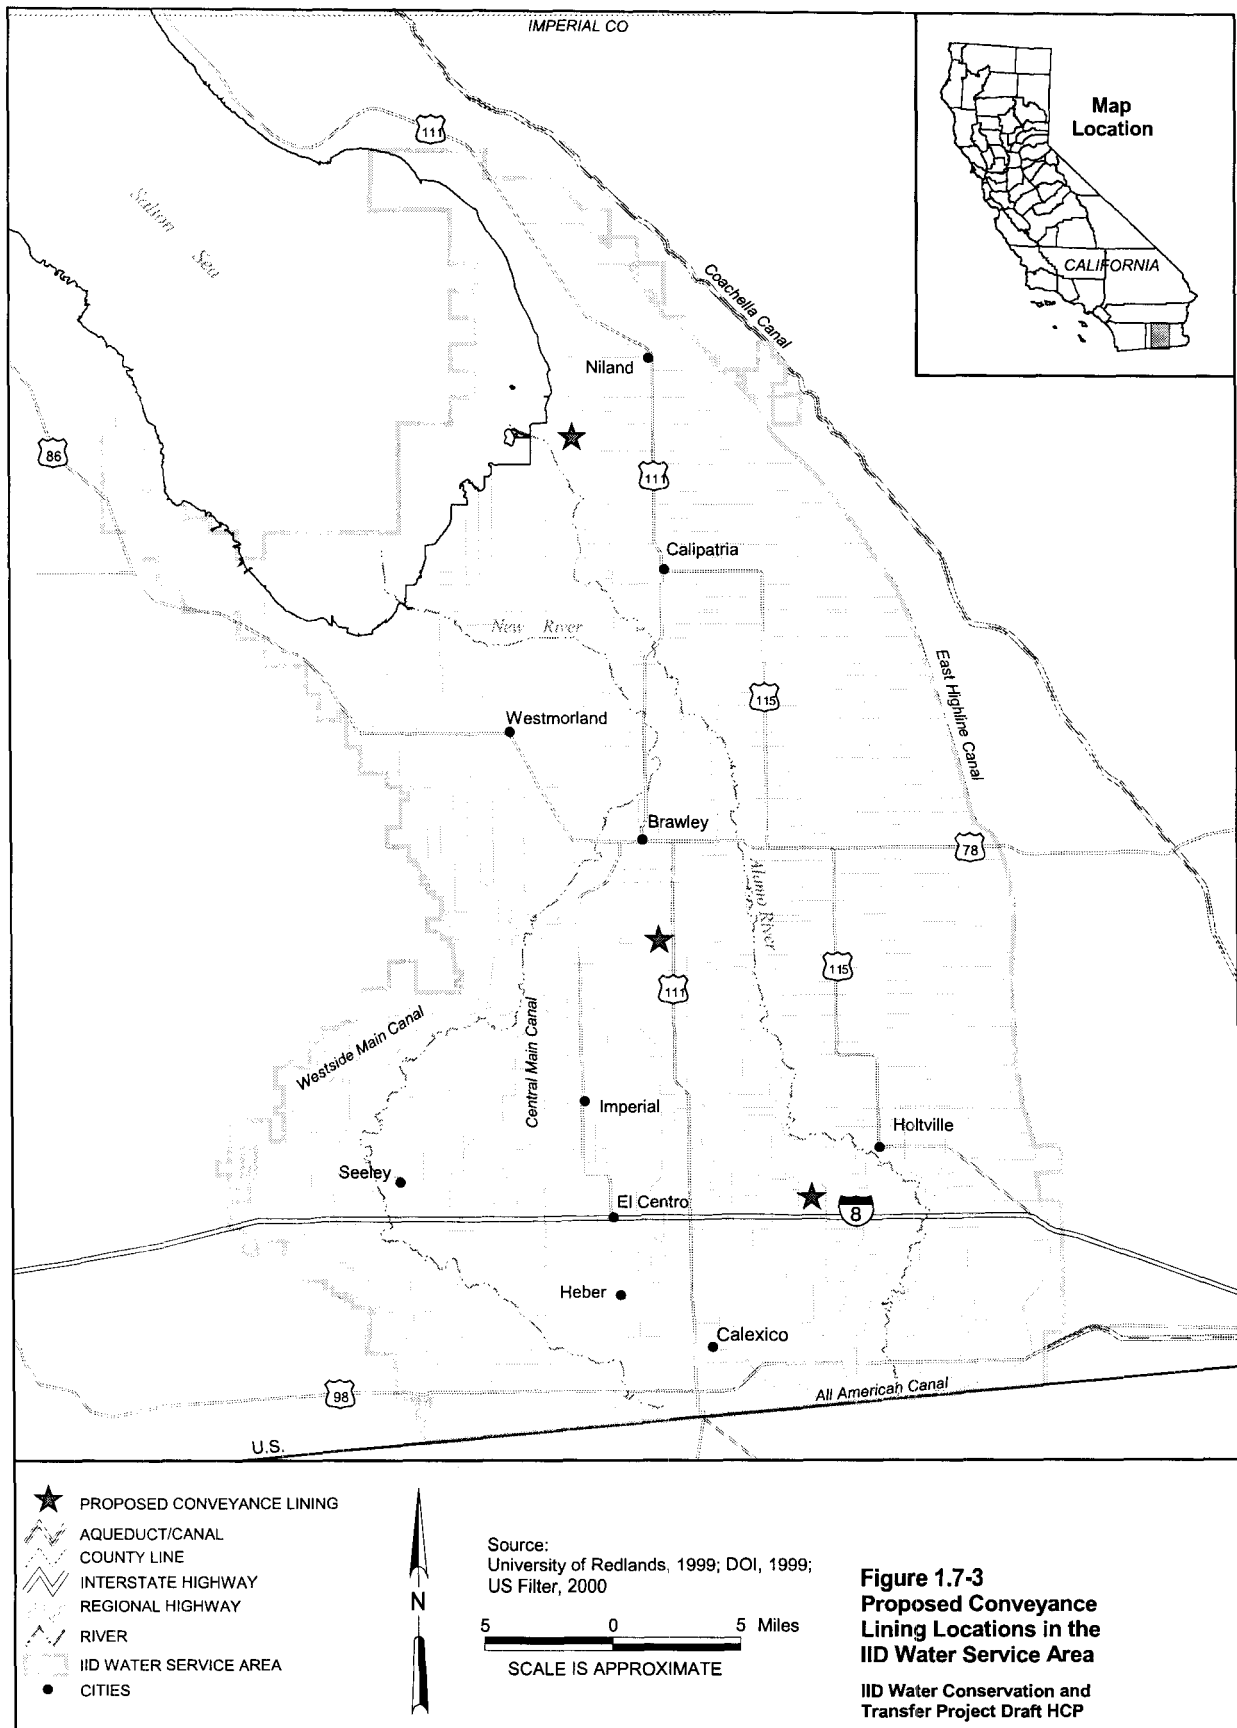 IMPERIAL CO
Map
Location
CALIFORNIA
111
Salton Sea
Coachella Canal
Niland
86
111
Calipatria
New River
East Highline Canal
115
Westmorland
Brawley
78
Alamo River
115
111
Westside Main Canal
Central Main Canal
Imperial
Holtville
Seeley
El Centro
8
Heber
Calexico
98
All American Canal
U.S.
PROPOSED CONVEYANCE LINING
AQUEDUCT/CANAL
COUNTY LINE
INTERSTATE HIGHWAY
REGIONAL HIGHWAY
RIVER
IID WATER SERVICE AREA
CITIES
N
Source:
University of Redlands, 1999; DOI, 1999;
US Filter, 2000
5 0 5 Miles
SCALE IS APPROXIMATE
Figure 1.7-3
Proposed Conveyance
Lining Locations in the
IID Water Service Area
IID Water Conservation and
Transfer Project Draft HCP